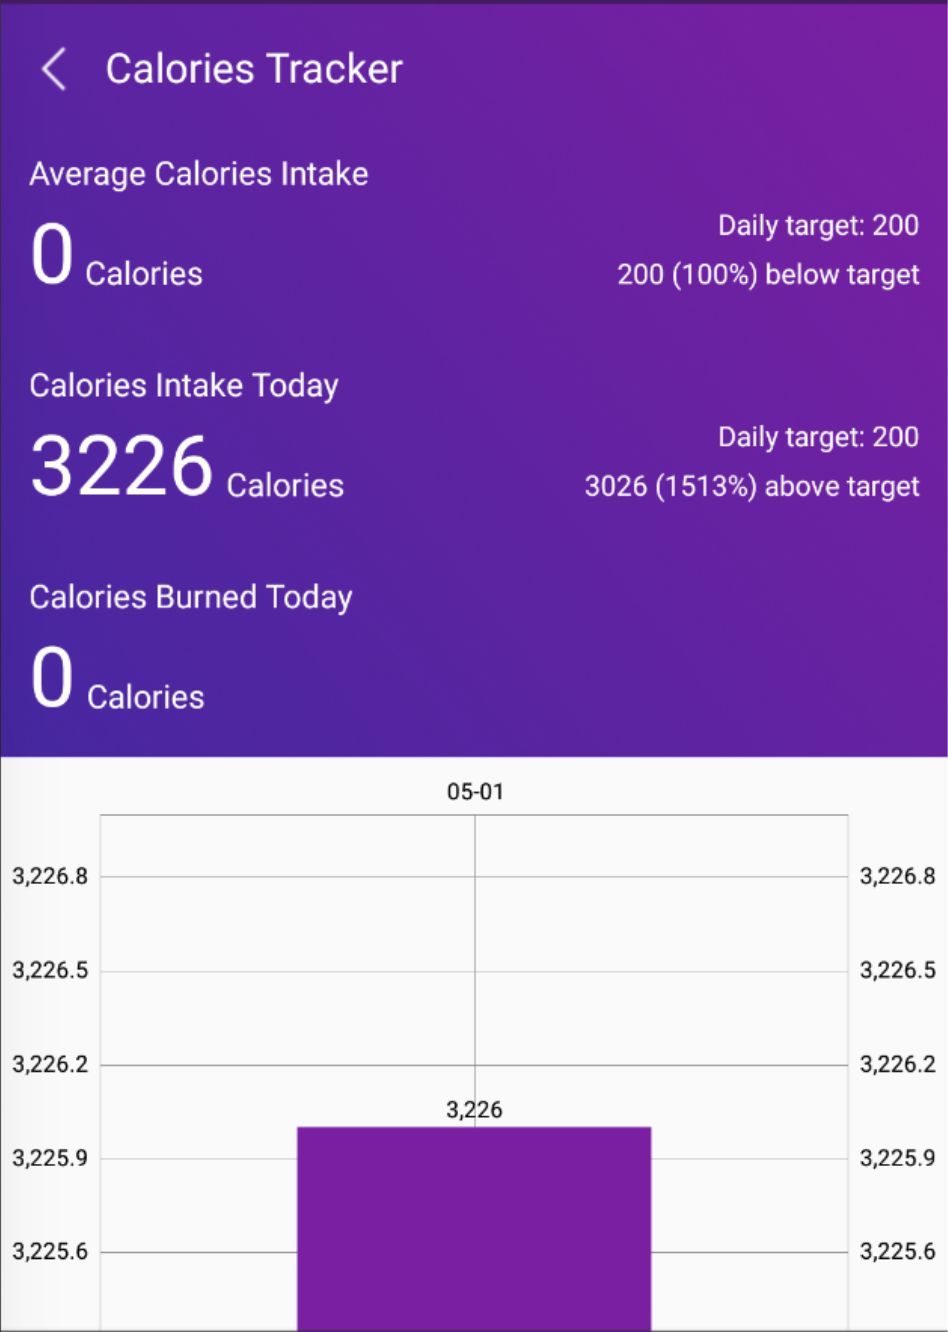 Calories Tracker
Average Calories Intake
0 Calories
Daily target: 200
200 (100%) below target
Calories Intake Today
3226 Calories
Daily target: 200
3026 (1513%) above target
Calories Burned Today
0 Calories
05-01
3,226.8 3,226.8
3,226.5 3,226.5
3,226.2 3,226.2
3,226
3,225.9 3,225.9
3,225.6 3,225.6